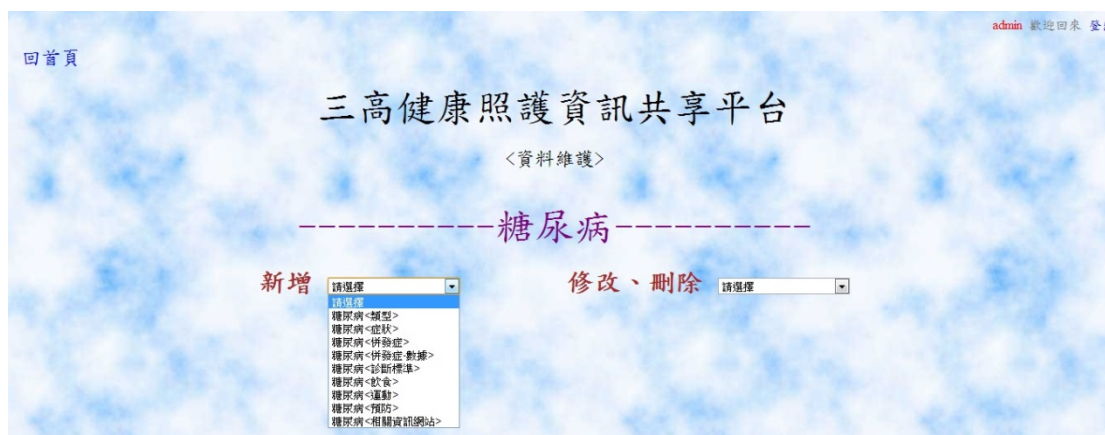 admin 歡迎回來 登
回首頁
三高健康照護資訊共享平台
<資料維護>
----------糖尿病----------
新增 請選擇 修改、刪除 請選擇
請選擇
糖尿病<類型>
糖尿病<症狀>
糖尿病<併發症>
糖尿病<併發症-數據>
糖尿病<診斷標準>
糖尿病<飲食>
糖尿病<運動>
糖尿病<預防>
糖尿病<相關資訊網站>